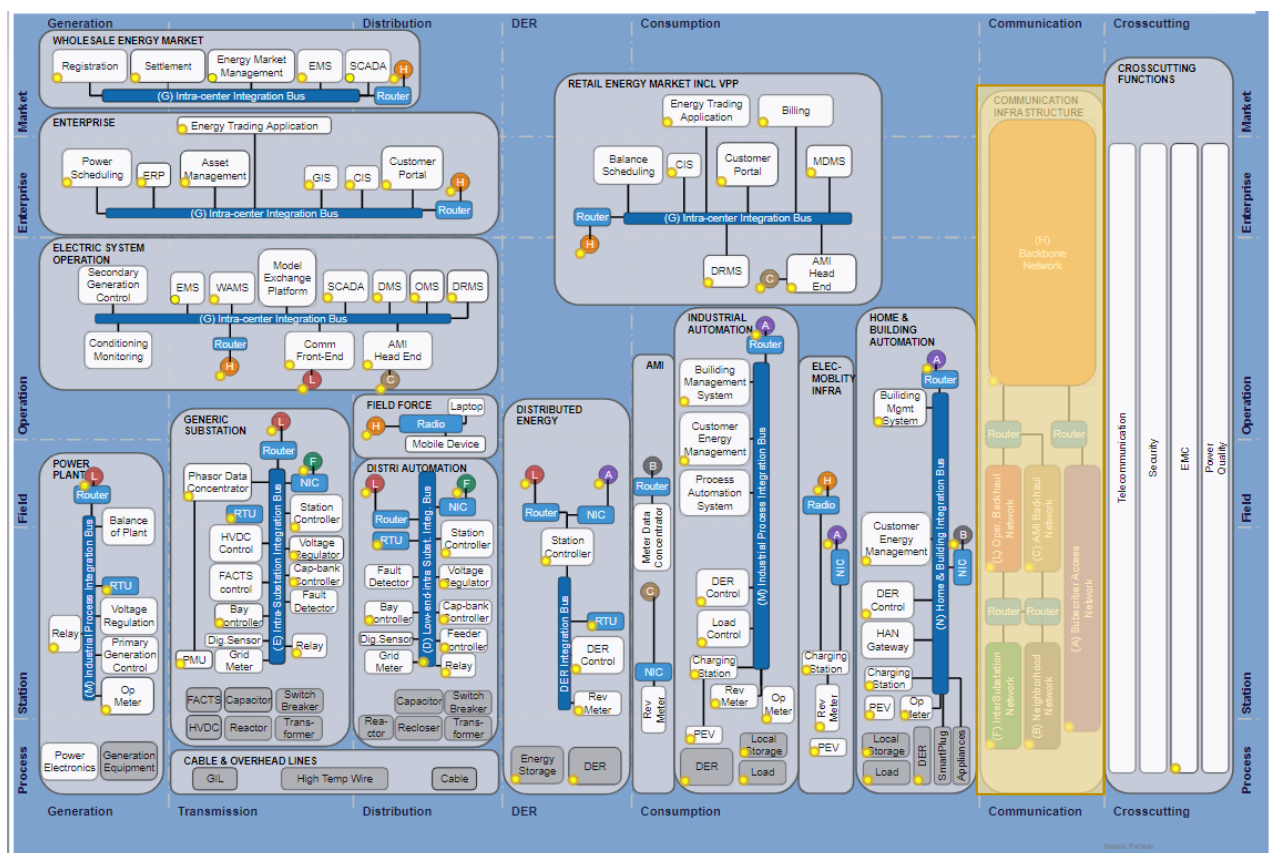 Generation
Distribution
DER
Consumption
Communication
Crosscutting
WHOLESALE ENERGY MARKET
Registration
Settlement
Energy Market
Management
EMS
SCADA
H
(G) Intra-center Integration Bus
Router
Market
ENTERPRISE
Energy Trading Application
Power
Scheduling
ERP
Asset
Management
GIS
CIS
Customer
Portal
H
(G) Intra-center Integration Bus
Router
Enterprise
RETAIL ENERGY MARKET INCL VPP
Energy Trading
Application
Billing
Balance
Scheduling
CIS
Customer
Portal
MDMS
Router
(G) Intra-center Integration Bus
H
DRMS
C
AMI
Head
End
COMMUNICATION
INFRASTRUCTURE
(H)
Backbone
Network
Router
Router
(L) Oper. Backhaul
Network
(C) AMI Backhaul
Network
(A) Subscriber Access
Network
Router
Router
(F) InterSubstation
Network
(B) Neighborhood
Network
CROSSCUTTING
FUNCTIONS
Telecommunication
Security
EMC
Power
Quality
Market
Enterprise
Operation
Field
Station
Process
ELECTRIC SYSTEM
OPERATION
Secondary
Generation
Control
EMS
WAMS
Model
Exchange
Platform
SCADA
DMS
OMS
DRMS
(G) Intra-center Integration Bus
Conditioning
Monitoring
Router
H
Comm
Front-End
L
AMI
Head End
C
Operation
GENERIC
SUBSTATION
L
Router
F
NIC
Phasor Data
Concentrator
RTU
Station
Controller
HVDC
Control
Voltage
Regulator
FACTS
control
Cap-bank
Controller
Fault
Detector
Bay
Controller
Dig.Sensor
Relay
PMU
Grid
Meter
(E) Intra-Substation Integration Bus
FACTS
Capacitor
Switch
Breaker
HVDC
Reactor
Trans-
former
FIELD FORCE
Laptop
H
Radio
Mobile Device
DISTRI AUTOMATION
L
F
Router
NIC
RTU
Station
Controller
Fault
Detector
Voltage
Regulator
Bay
Controller
Cap-bank
Controller
Dig.Sensor
Feeder
Controller
Grid
Meter
Relay
(D) Low-end-intra Subst. Integ. Bus
Capacitor
Switch
Breaker
Rea-
ctor
Recloser
Trans-
former
POWER
PLANT
L
Router
Balance
of Plant
RTU
Voltage
Regulation
Relay
Primary
Generation
Control
Op
Meter
(M) Industrial Process Integration Bus
Power
Electronics
Generation
Equipment
Field
Station
Process
CABLE & OVERHEAD LINES
GIL
High Temp Wire
Cable
DISTRIBUTED
ENERGY
L
A
Router
NIC
Station
Controller
RTU
DER
Control
Rev
Meter
DER Integration Bus
Energy
Storage
DER
AMI
B
Router
Meter Data
Concentrator
C
NIC
Rev
Meter
INDUSTRIAL
AUTOMATION
A
Router
Builiding
Management
System
Customer
Energy
Management
Process
Automation
System
DER
Control
Load
Control
Charging
Station
Rev
Meter
Op
Meter
PEV
(M) Industrial Process Integration Bus
DER
Local
Storage
Load
ELEC-
MOBLITY
INFRA
H
Radio
A
NIC
Charging
Station
Rev
Meter
PEV
HOME &
BUILDING
AUTOMATION
A
Router
Builiding
Mgmt
System
Customer
Energy
Management
B
NIC
DER
Control
HAN
Gateway
Charging
Station
PEV
Op
Meter
(N) Home & Building Integration Bus
Local
Storage
Load
DER
SmartPlug
Appliances
Generation
Transmission
Distribution
DER
Consumption
Communication
Crosscutting